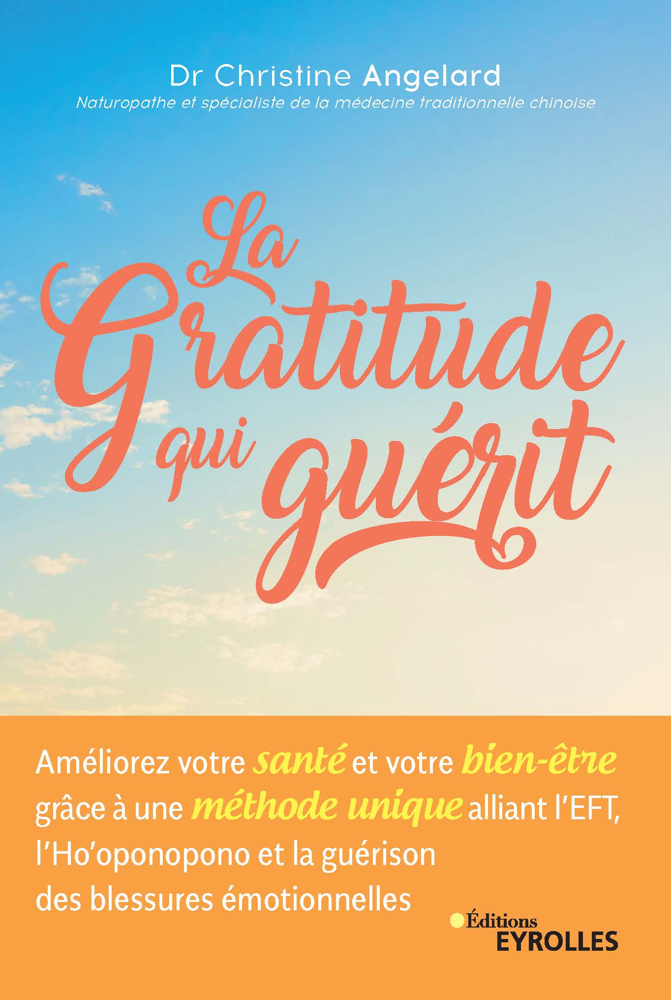 Dr Christine Angelard
Naturopathe et spécialiste de la médecine traditionnelle chinoise
La
Gratitude
qui guérit
Améliorez votre santé et votre bien-être
grâce à une méthode unique alliant l’EFT,
l’Ho’oponopono et la guérison
des blessures émotionnelles
Éditions
EYROLLES